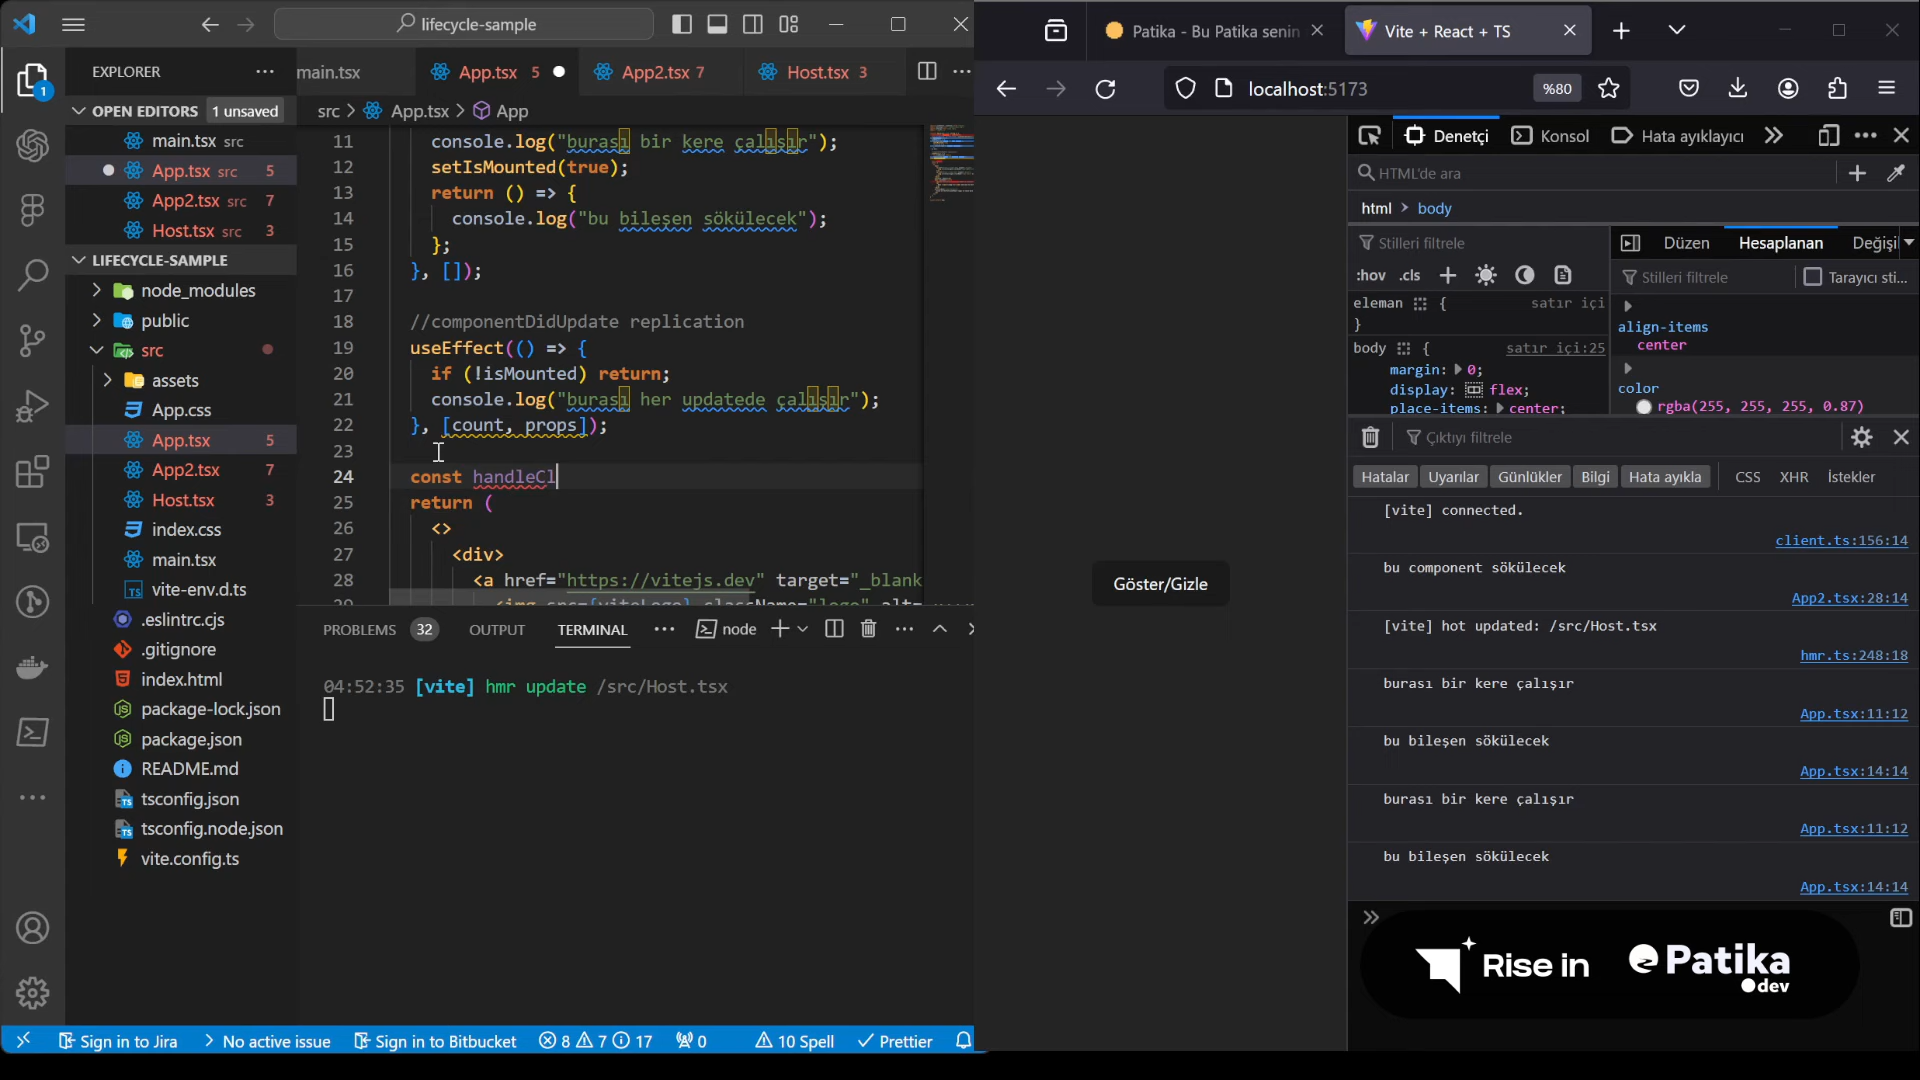 lifecycle-sample
EXPLORER
OPEN EDITORS 1 unsaved
main.tsx src
App.tsx src 5
App2.tsx src 7
Host.tsx src 3
LIFECYCLE-SAMPLE
node_modules
public
src
assets
App.css
App.tsx 5
App2.tsx 7
Host.tsx 3
index.css
main.tsx
vite-env.d.ts
.eslintrc.cjs
.gitignore
index.html
package-lock.json
package.json
README.md
tsconfig.json
tsconfig.node.json
vite.config.ts
main.tsx App.tsx 5 App2.tsx 7 Host.tsx 3
src > App.tsx > App
11 console.log("burası bir kere çalışır");
12 setIsMounted(true);
13 return () => {
14 console.log("bu bileşen sökülecek");
15 };
16 }, []);
17
18 //componentDidUpdate replication
19 useEffect(() => {
20 if (!isMounted) return;
21 console.log("burası her updatede çalışır");
22 }, [count, props]);
23
24 const handleCl
25 return (
26 <>
27 <div>
28 <a href="https://vitejs.dev" target="_blank
29 <img src={viteLogo} className="logo" alt=
PROBLEMS 32 OUTPUT TERMINAL node
04:52:35 [vite] hmr update /src/Host.tsx
Sign in to Jira No active issue Sign in to Bitbucket 8 7 17 0 10 Spell Prettier
Patika - Bu Patika senin Vite + React + TS
localhost:5173 %80
Göster/Gizle
Denetçi Konsol Hata ayıklayıcı
HTML'de ara
html > body
Stilleri filtrele
:hov .cls
eleman { satır içi
}
body { satır içi:25
margin: 0;
display: flex;
place-items: center;
Düzen Hesaplanan Değişi
Stilleri filtrele Tarayıcı sti...
align-items
center
color
rgba(255, 255, 255, 0.87)
Çıktıyı filtrele
Hatalar Uyarılar Günlükler Bilgi Hata ayıkla CSS XHR İstekler
[vite] connected.
client.ts:156:14
bu component sökülecek
App2.tsx:28:14
[vite] hot updated: /src/Host.tsx
hmr.ts:248:18
burası bir kere çalışır
App.tsx:11:12
bu bileşen sökülecek
App.tsx:14:14
burası bir kere çalışır
App.tsx:11:12
bu bileşen sökülecek
App.tsx:14:14
Rise in Patika
dev